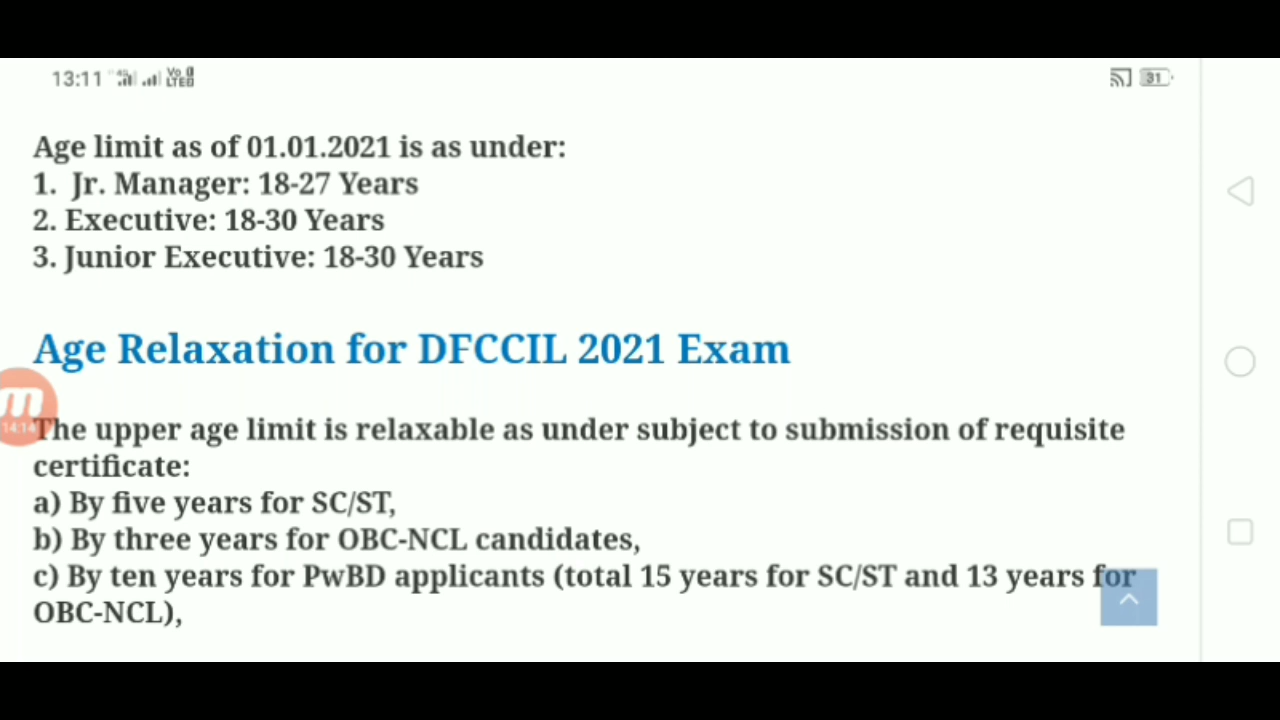 13:11
31
Age limit as of 01.01.2021 is as under:
1. Jr. Manager: 18-27 Years
2. Executive: 18-30 Years
3. Junior Executive: 18-30 Years
Age Relaxation for DFCCIL 2021 Exam
14:14
The upper age limit is relaxable as under subject to submission of requisite
certificate:
a) By five years for SC/ST,
b) By three years for OBC-NCL candidates,
c) By ten years for PwBD applicants (total 15 years for SC/ST and 13 years for
OBC-NCL),